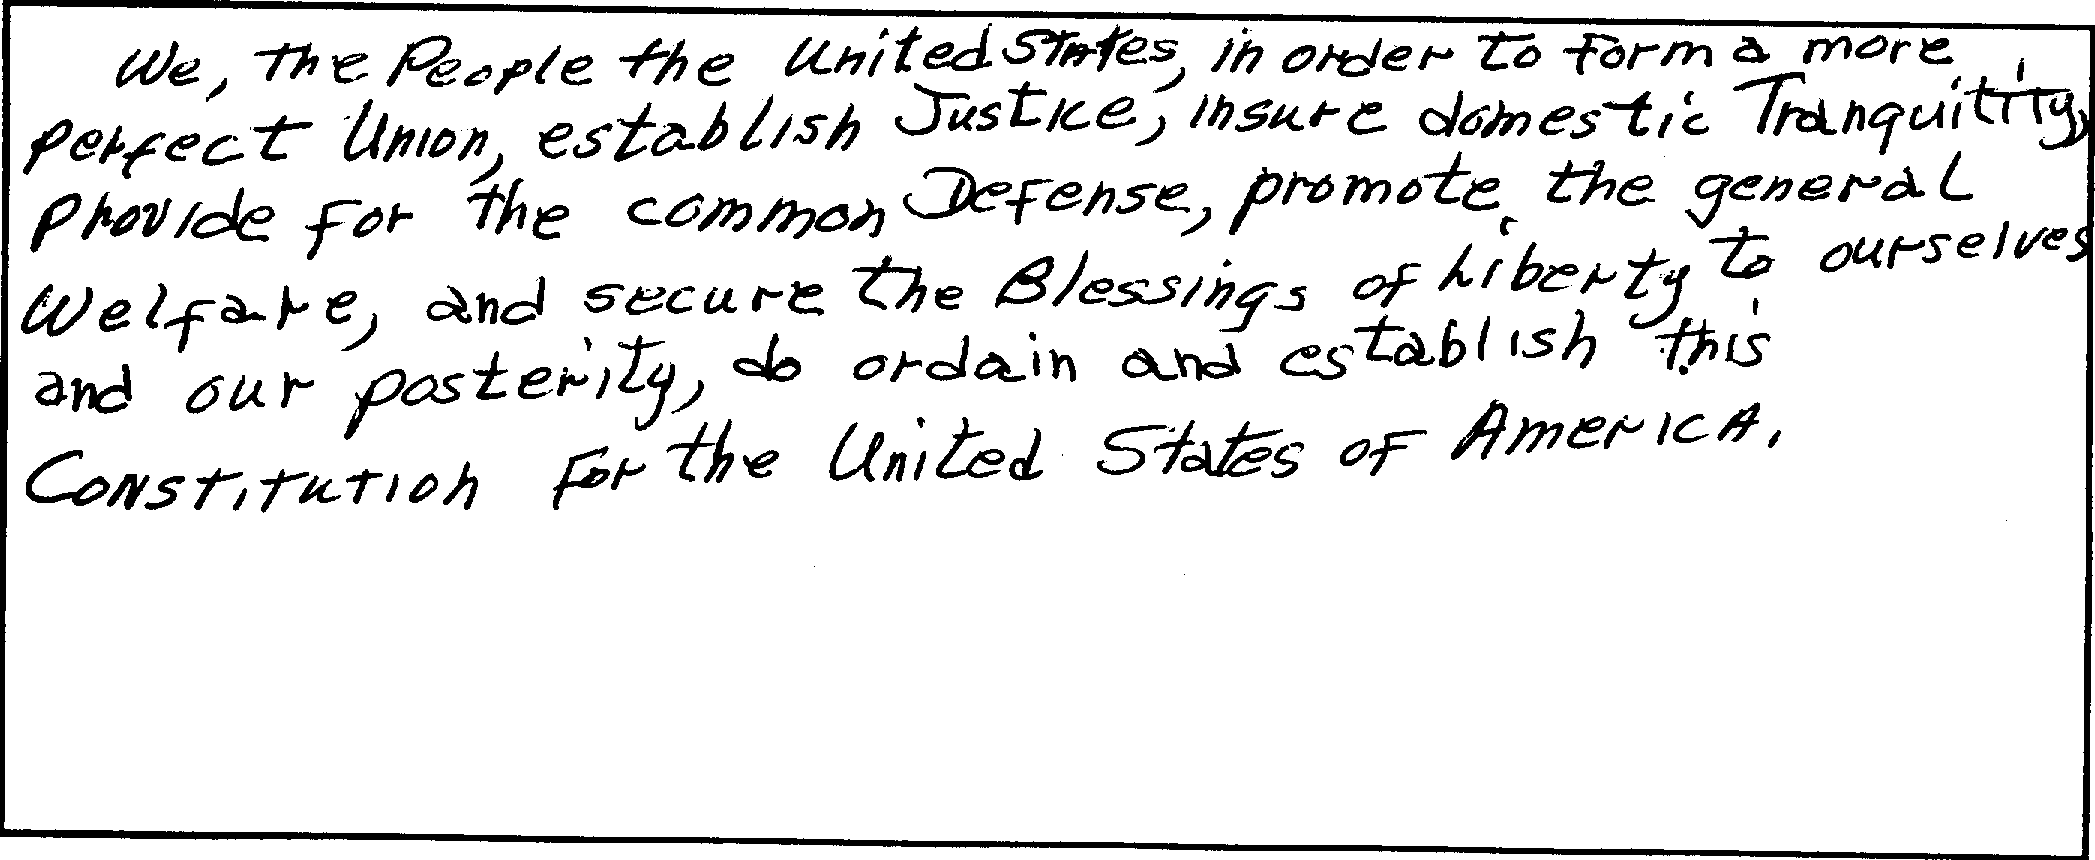 We, the People the United States, in order to form a more
perfect Union, establish Justice, insure domestic Tranquility,
provide for the common Defense, promote the general
Welfare, and secure the Blessings of Liberty to ourselves
and our posterity, do ordain and establish this
Constitution for the United States of America.